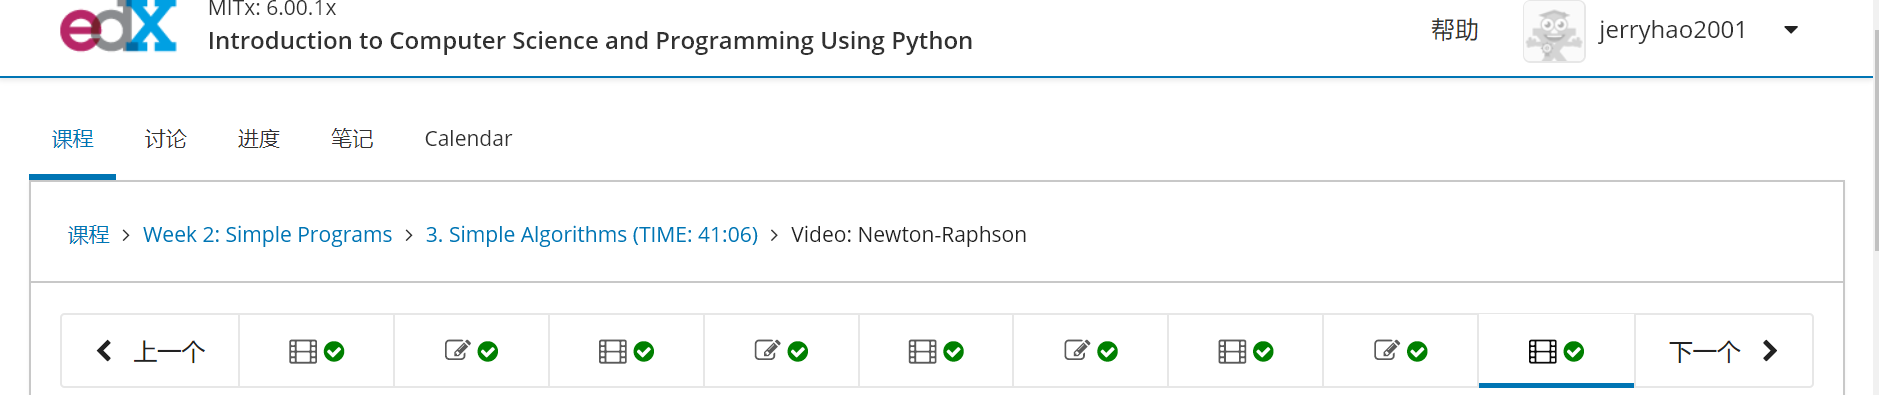 edX
MITx: 6.00.1x
Introduction to Computer Science and Programming Using Python
帮助
jerryhao2001
课程 讨论 进度 笔记 Calendar
课程 > Week 2: Simple Programs > 3. Simple Algorithms (TIME: 41:06) > Video: Newton-Raphson
上一个 下一个